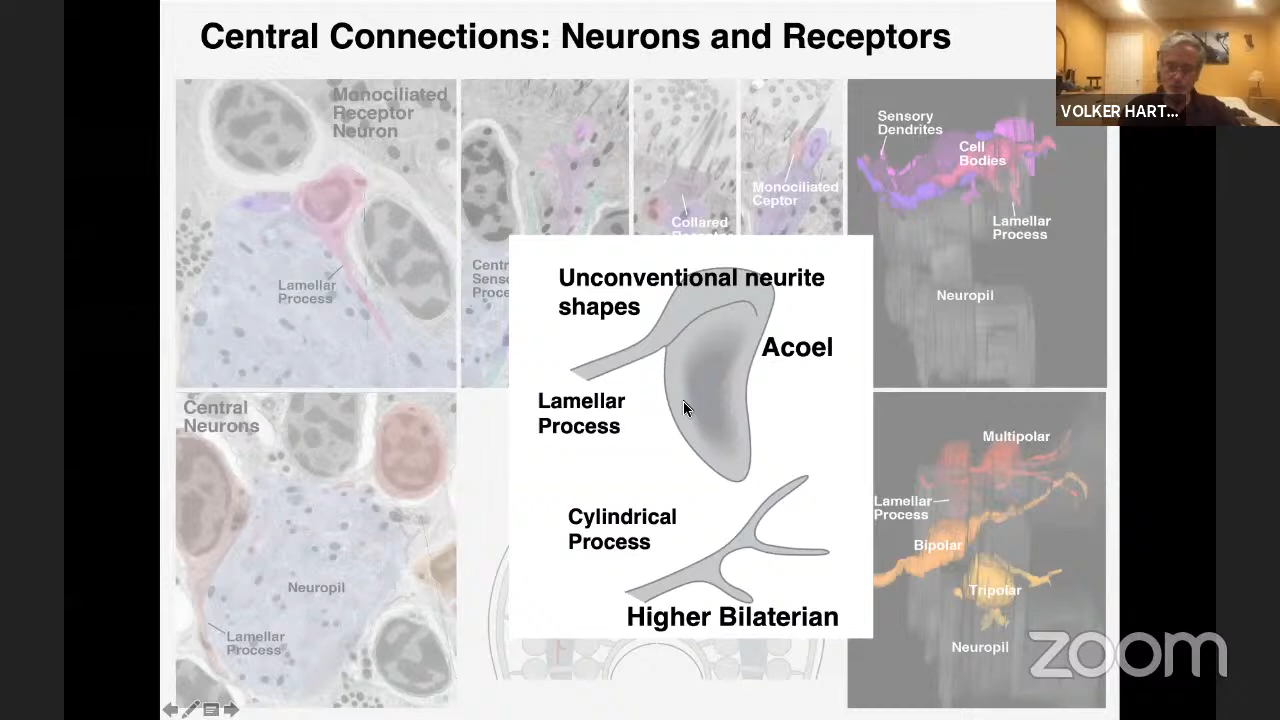 Central Connections: Neurons and Receptors
VOLKER HART...
Monociliated
Receptor
Neuron
Lamellar
Process
Monociliated
Ceptor
Collared
Sensory
Dendrites
Cell
Bodies
Lamellar
Process
Neuropil
Unconventional neurite
shapes
Acoel
Lamellar
Process
Cylindrical
Process
Higher Bilaterian
Central
Neurons
Neuropil
Lamellar
Process
Multipolar
Lamellar
Process
Bipolar
Tripolar
Neuropil
zoom